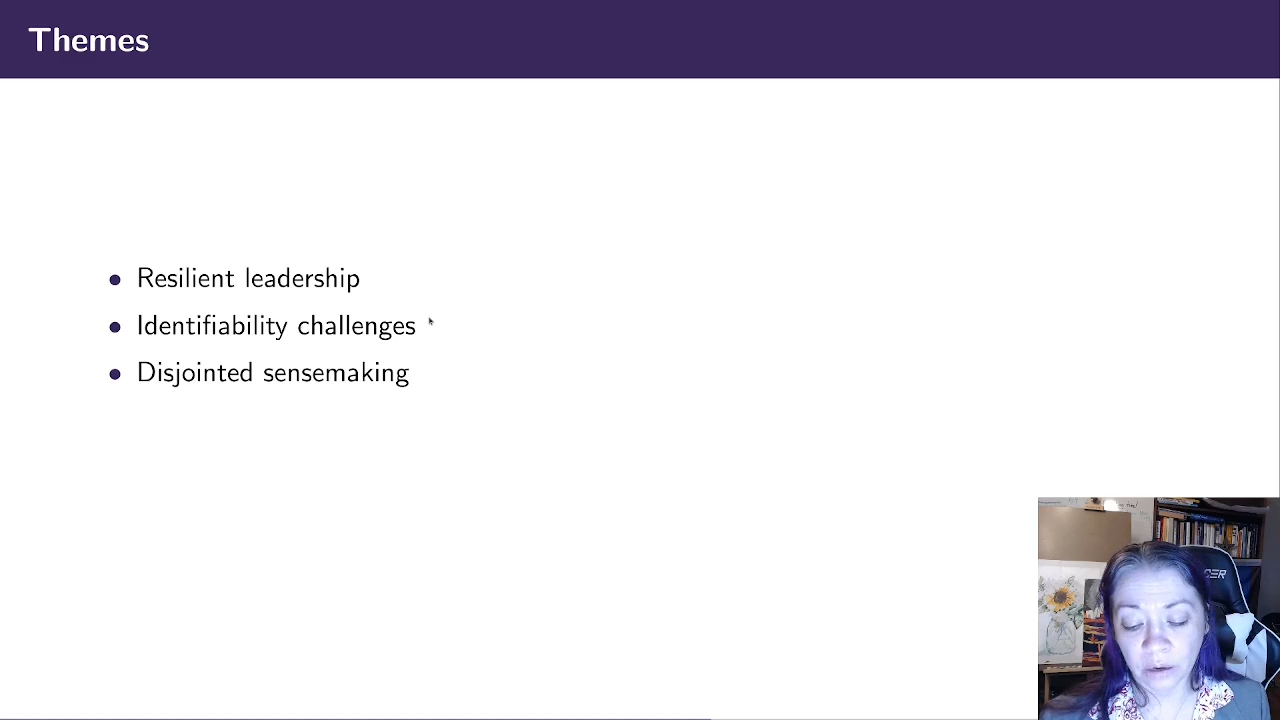 Themes
Resilient leadership
Identifiability challenges
Disjointed sensemaking